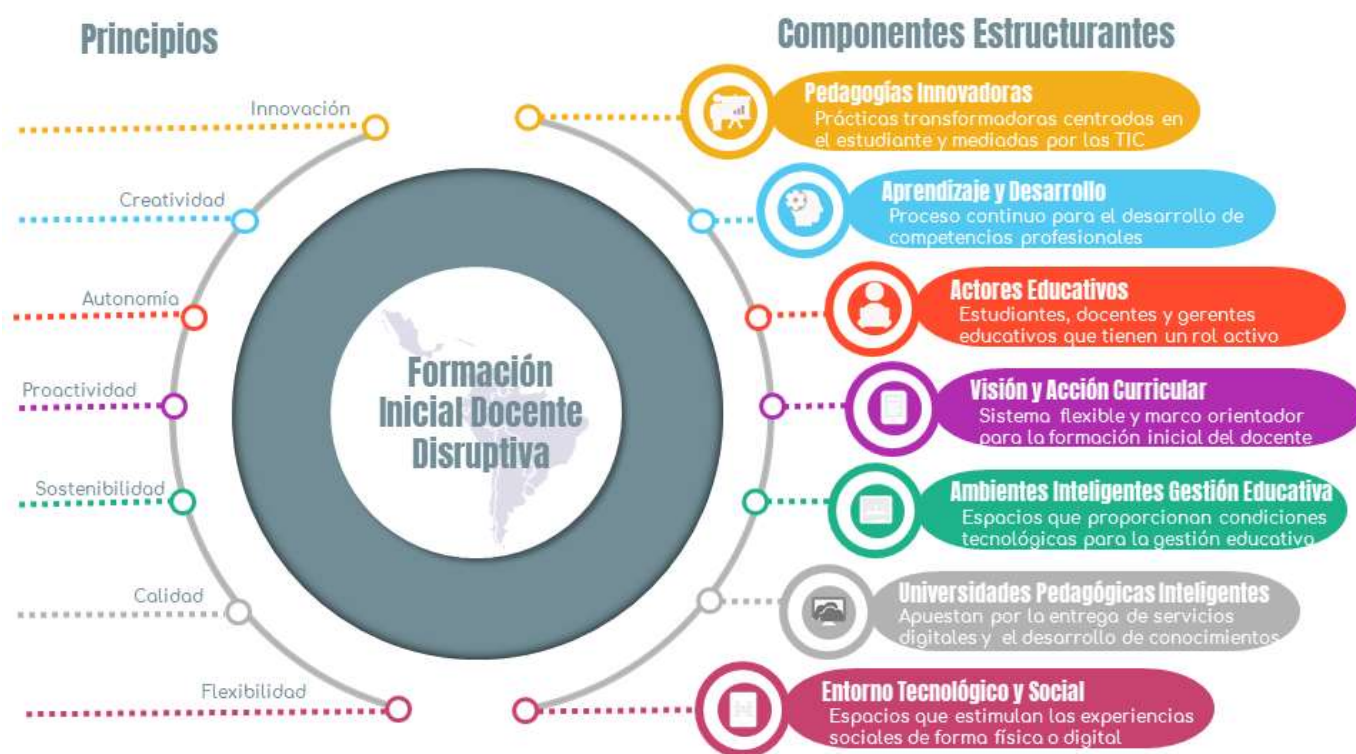 Principios
Innovación
Creatividad
Autonomía
Proactividad
Sostenibilidad
Calidad
Flexibilidad
Formación
Inicial Docente
Disruptiva
Componentes Estructurantes
Pedagogías Innovadoras
Prácticas transformadoras centradas en
el estudiante y mediadas por las TIC
Aprendizaje y Desarrollo
Proceso continuo para el desarrollo de
competencias profesionales
Actores Educativos
Estudiantes, docentes y gerentes
educativos que tienen un rol activo
Visión y Acción Curricular
Sistema flexible y marco orientador
para la formación inicial del docente
Ambientes Inteligentes Gestión Educativa
Espacios que proporcionan condiciones
tecnológicas para la gestión educativa
Universidades Pedagógicas Inteligentes
Apuestan por la entrega de servicios
digitales y el desarrollo de conocimientos
Entorno Tecnológico y Social
Espacios que estimulan las experiencias
sociales de forma física o digital